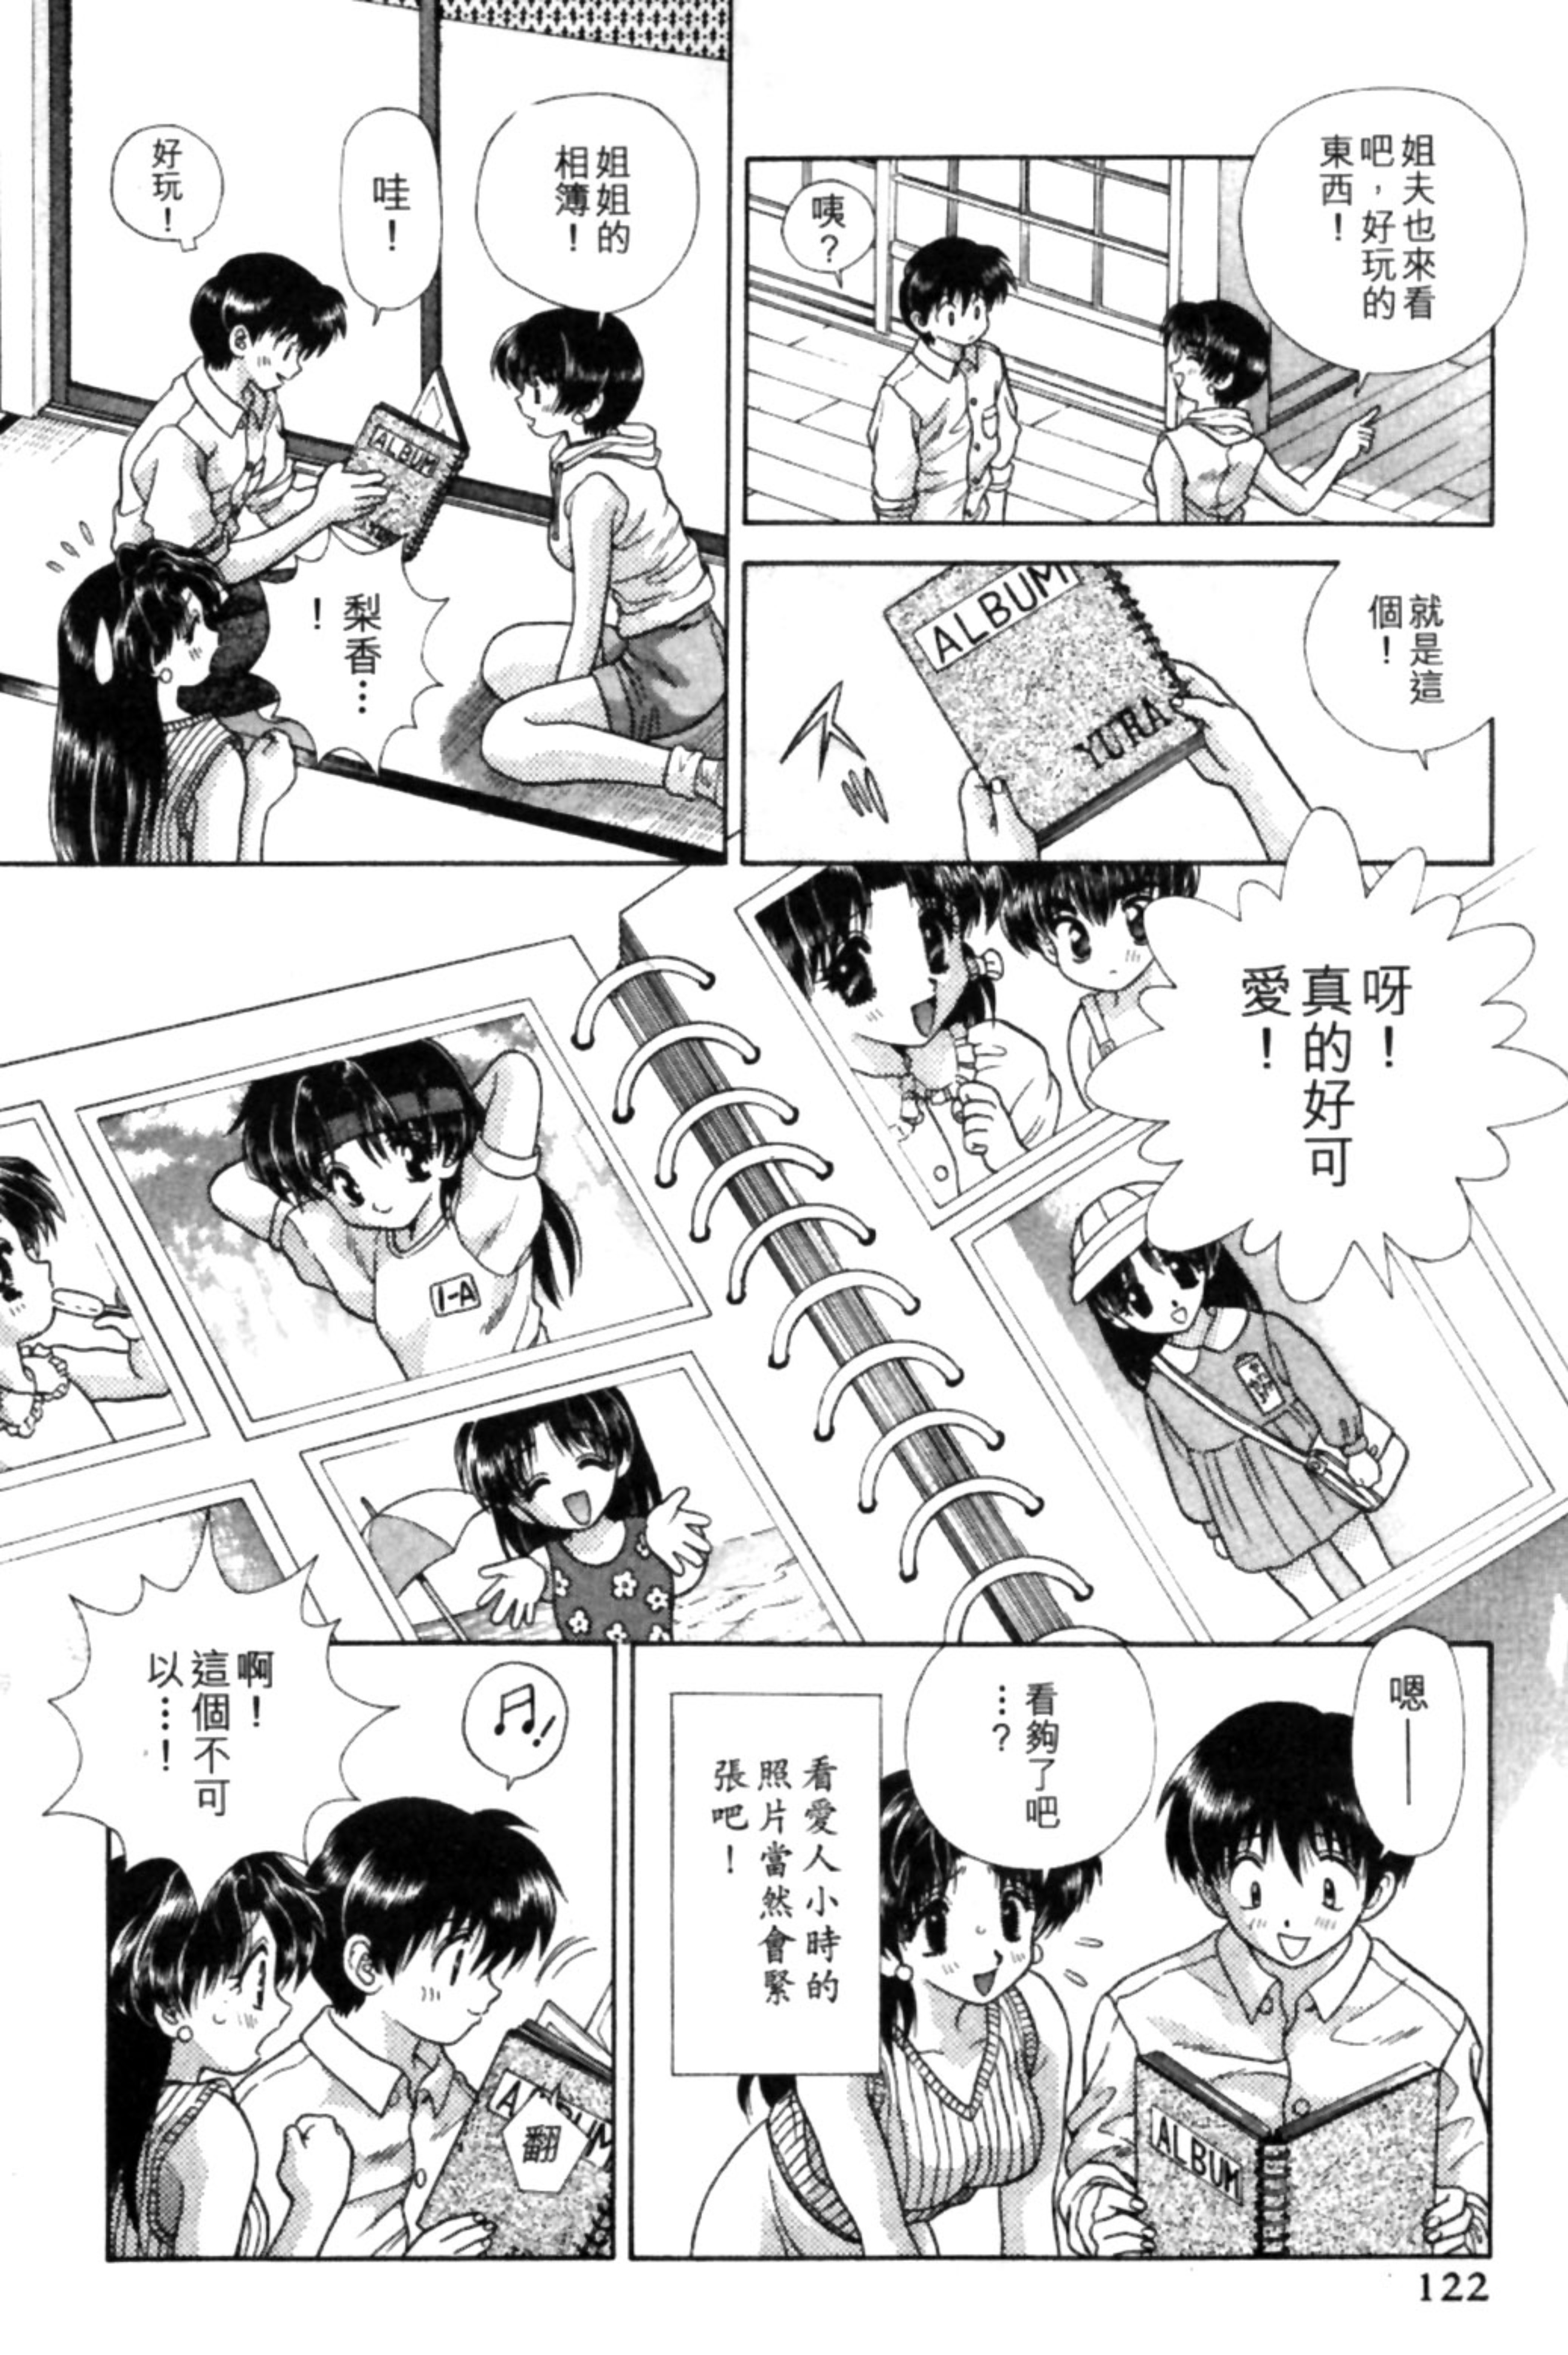 姐夫也來看
吧，好玩的
東西！
咦？
就是這
個！
ALBUM
YURA
姐姐的
相簿！
哇！
好玩！
ALBUM
YURA
梨香…
！
呀！
真的好可
愛！
1-A
嗯——
看夠了吧
…？
看愛人小時的
照片當然會緊
張吧！
ALBUM
啊！
這個不可
以…！
ALBUM
翻
122